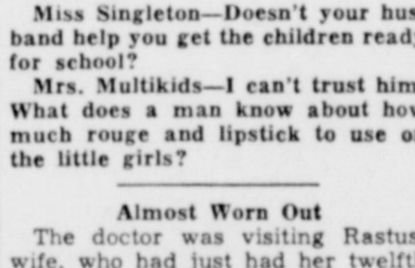 Miss Singleton—Doesn't your hus
band help you get the children read
for school?
Mrs. Multikids—I can't trust him
What does a man know about how
much rouge and lipstick to use o
the little girls?
Almost Worn Out
The doctor was visiting Rastus
wife, who had just had her twelft